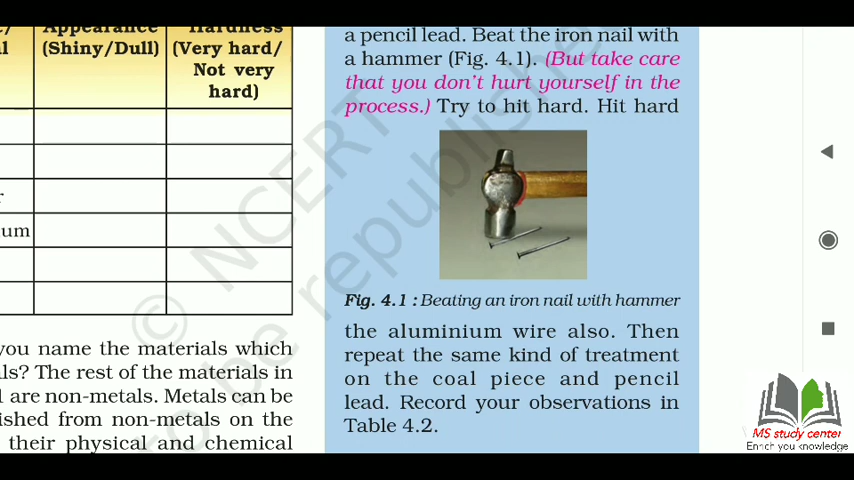 Appearance
Hardness
(Shiny/Dull)
(Very hard/
Not very
hard)
um
you name the materials which
ls? The rest of the materials in
are non-metals. Metals can be
ished from non-metals on the
their physical and chemical
a pencil lead. Beat the iron nail with
a hammer (Fig. 4.1). (But take care
that you don't hurt yourself in the
process.) Try to hit hard. Hit hard
Fig. 4.1 : Beating an iron nail with hammer
the aluminium wire also. Then
repeat the same kind of treatment
on the coal piece and pencil
lead. Record your observations in
Table 4.2.
© NCERT
to be republishe
MS study center
Enrich you knowledge